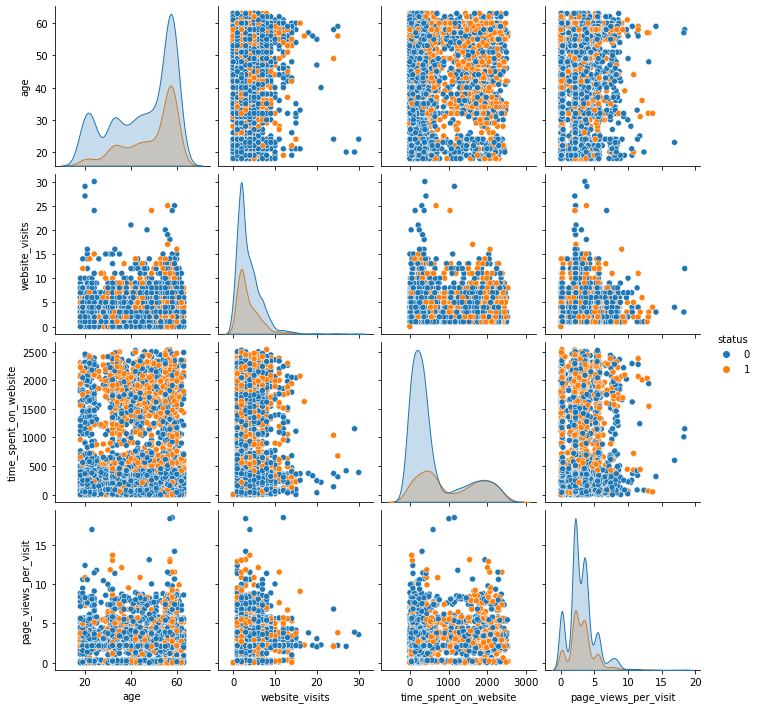 60
50
40
30
20
age
30
25
20
15
10
5
0
website_visits
status
0
1
2500
2000
1500
1000
500
0
time_spent_on_website
15
10
5
0
page_views_per_visit
20 40 60
age
0 10 20 30
website_visits
0 1000 2000 3000
time_spent_on_website
0 5 10 15 20
page_views_per_visit